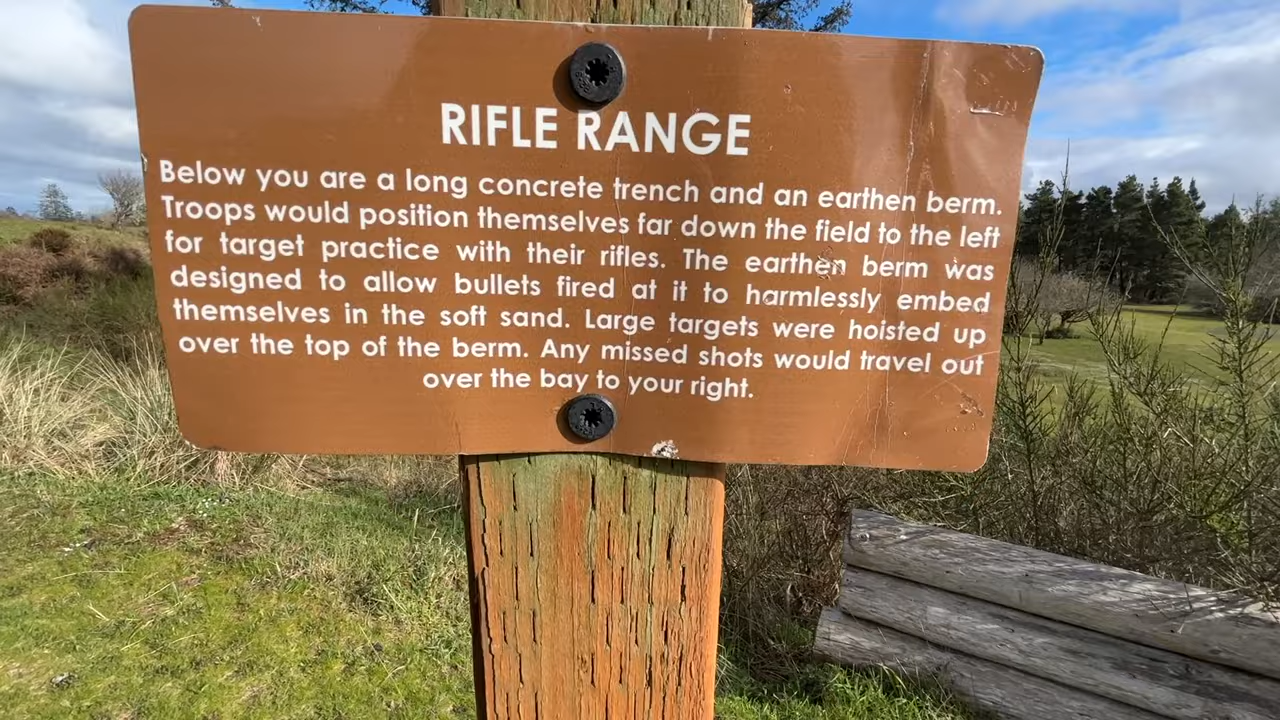 RIFLE RANGE
Below you are a long concrete trench and an earthen berm.
Troops would position themselves far down the field to the left
for target practice with their rifles. The earthen berm was
designed to allow bullets fired at it to harmlessly embed
themselves in the soft sand. Large targets were hoisted up
over the top of the berm. Any missed shots would travel out
over the bay to your right.